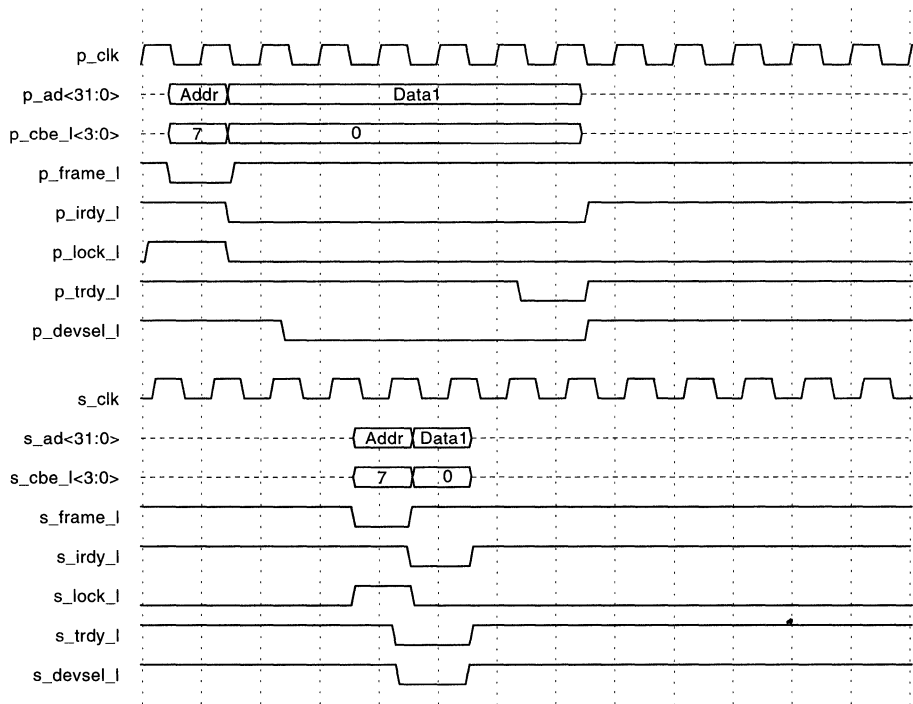 p_clk
p_ad<31:0> Addr Data1
p_cbe_l<3:0> 7 0
p_frame_l
p_irdy_l
p_lock_l
p_trdy_l
p_devsel_l
s_clk
s_ad<31:0> Addr Data1
s_cbe_l<3:0> 7 0
s_frame_l
s_irdy_l
s_lock_l
s_trdy_l
s_devsel_l